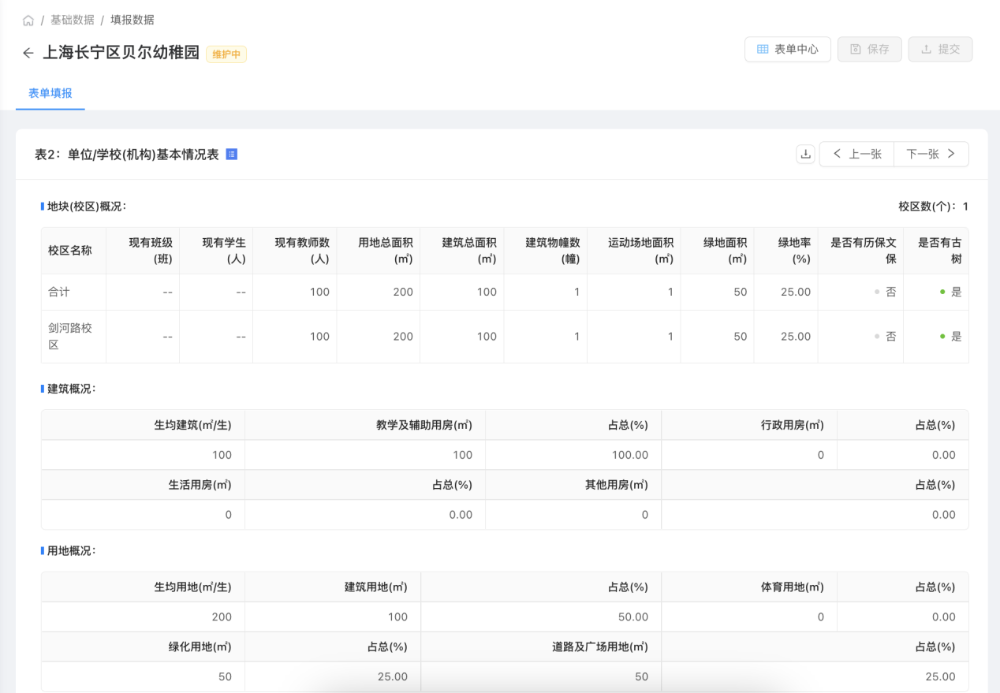 / 基础数据 / 填报数据
上海长宁区贝尔幼稚园 维护中
表单中心 保存 提交
表单填报
表2：单位/学校(机构)基本情况表
上一张 下一张
地块(校区)概况： 校区数(个)：1
校区名称 现有班级(班) 现有学生(人) 现有教师数(人) 用地总面积(㎡) 建筑总面积(㎡) 建筑物幢数(幢) 运动场地面积(㎡) 绿地面积(㎡) 绿地率(%) 是否有历保文保 是否有古树
合计 -- -- 100 200 100 1 1 50 25.00 否 是
剑河路校区 -- -- 100 200 100 1 1 50 25.00 否 是
建筑概况：
生均建筑(㎡/生) 教学及辅助用房(㎡) 占总(%) 行政用房(㎡) 占总(%)
100 100 100.00 0 0.00
生活用房(㎡) 占总(%) 其他用房(㎡) 占总(%)
0 0.00 0 0.00
用地概况：
生均用地(㎡/生) 建筑用地(㎡) 占总(%) 体育用地(㎡) 占总(%)
200 100 50.00 0 0.00
绿化用地(㎡) 占总(%) 道路及广场用地(㎡) 占总(%)
50 25.00 50 25.00